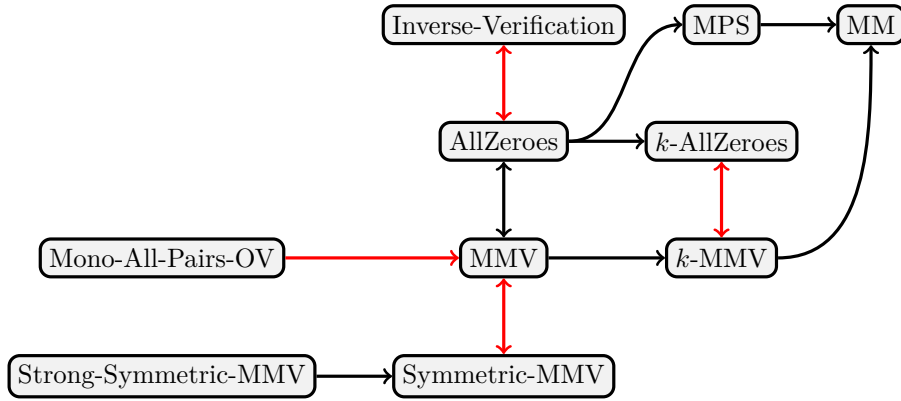 Inverse-Verification
MPS
MM
AllZeroes
k-AllZeroes
Mono-All-Pairs-OV
MMV
k-MMV
Strong-Symmetric-MMV
Symmetric-MMV